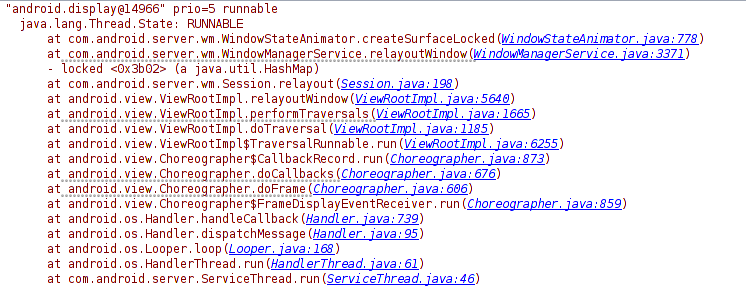 "android.display@14966" prio=5 runnable
java.lang.Thread.State: RUNNABLE
at com.android.server.wm.WindowStateAnimator.createSurfaceLocked(WindowStateAnimator.java:778)
at com.android.server.wm.WindowManagerService.relayoutWindow(WindowManagerService.java:3371)
- locked <0x3b02> (a java.util.HashMap)
at com.android.server.wm.Session.relayout(Session.java:198)
at android.view.ViewRootImpl.relayoutWindow(ViewRootImpl.java:5640)
at android.view.ViewRootImpl.performTraversals(ViewRootImpl.java:1665)
at android.view.ViewRootImpl.doTraversal(ViewRootImpl.java:1185)
at android.view.ViewRootImpl$TraversalRunnable.run(ViewRootImpl.java:6255)
at android.view.Choreographer$CallbackRecord.run(Choreographer.java:873)
at android.view.Choreographer.doCallbacks(Choreographer.java:676)
at android.view.Choreographer.doFrame(Choreographer.java:606)
at android.view.Choreographer$FrameDisplayEventReceiver.run(Choreographer.java:859)
at android.os.Handler.handleCallback(Handler.java:739)
at android.os.Handler.dispatchMessage(Handler.java:95)
at android.os.Looper.loop(Looper.java:168)
at android.os.HandlerThread.run(HandlerThread.java:61)
at com.android.server.ServiceThread.run(ServiceThread.java:46)